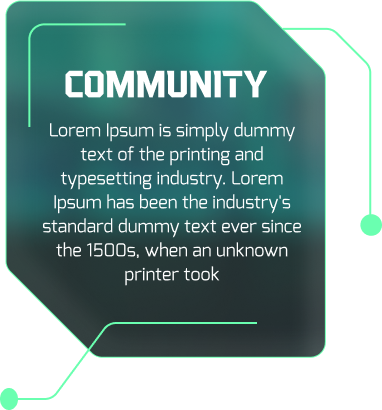 COMMUNITY
Lorem Ipsum is simply dummy
text of the printing and
typesetting industry. Lorem
Ipsum has been the industry's
standard dummy text ever since
the 1500s, when an unknown
printer took